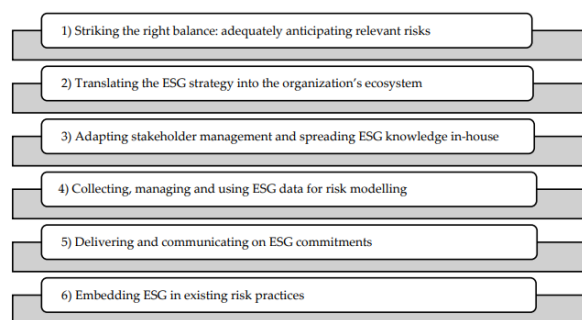 1) Striking the right balance: adequately anticipating relevant risks
2) Translating the ESG strategy into the organization’s ecosystem
3) Adapting stakeholder management and spreading ESG knowledge in-house
4) Collecting, managing and using ESG data for risk modelling
5) Delivering and communicating on ESG commitments
6) Embedding ESG in existing risk practices